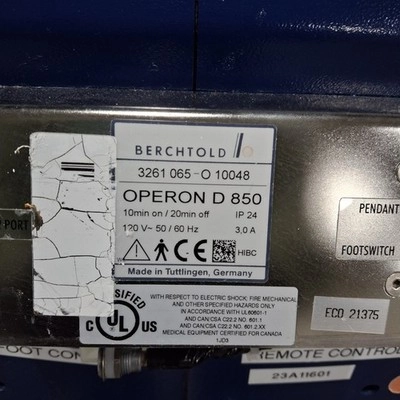 BERCHTOLD
3261 065 - O 10048
OPERON D 850
10min on / 20min off IP 24
120 V~ 50 / 60 Hz 3,0 A
HIBC
Made in Tuttlingen, Germany
PORT
PENDANT
FOOTSWITCH
ECO 21375
CLASSIFIED
C UL US
WITH RESPECT TO ELECTRIC SHOCK, FIRE MECHANICAL
AND OTHER SPECIFIED HAZARDS ONLY
IN ACCORDANCE WITH UL60601-1
AND CAN/CSA C22.2 NO. 601.1
AND CAN/CSA C22.2 NO. 601.2.XX
MEDICAL EQUIPMENT CERTIFIED FOR CANADA
1JD3
FOOT CON
REMOTE CONTROL
23A11601